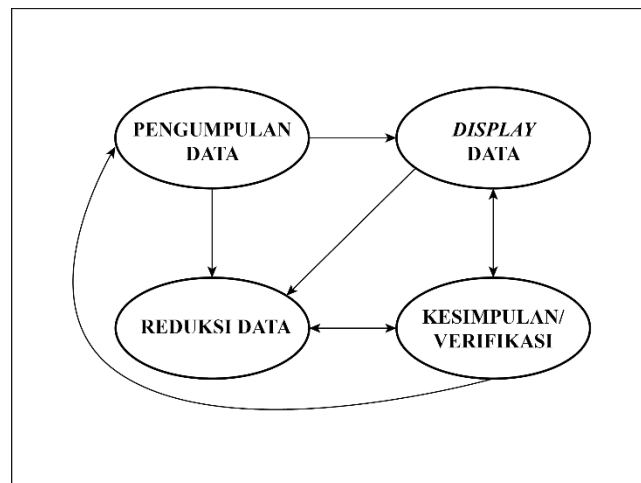 PENGUMPULAN
DATA
DISPLAY
DATA
REDUKSI DATA
KESIMPULAN/
VERIFIKASI